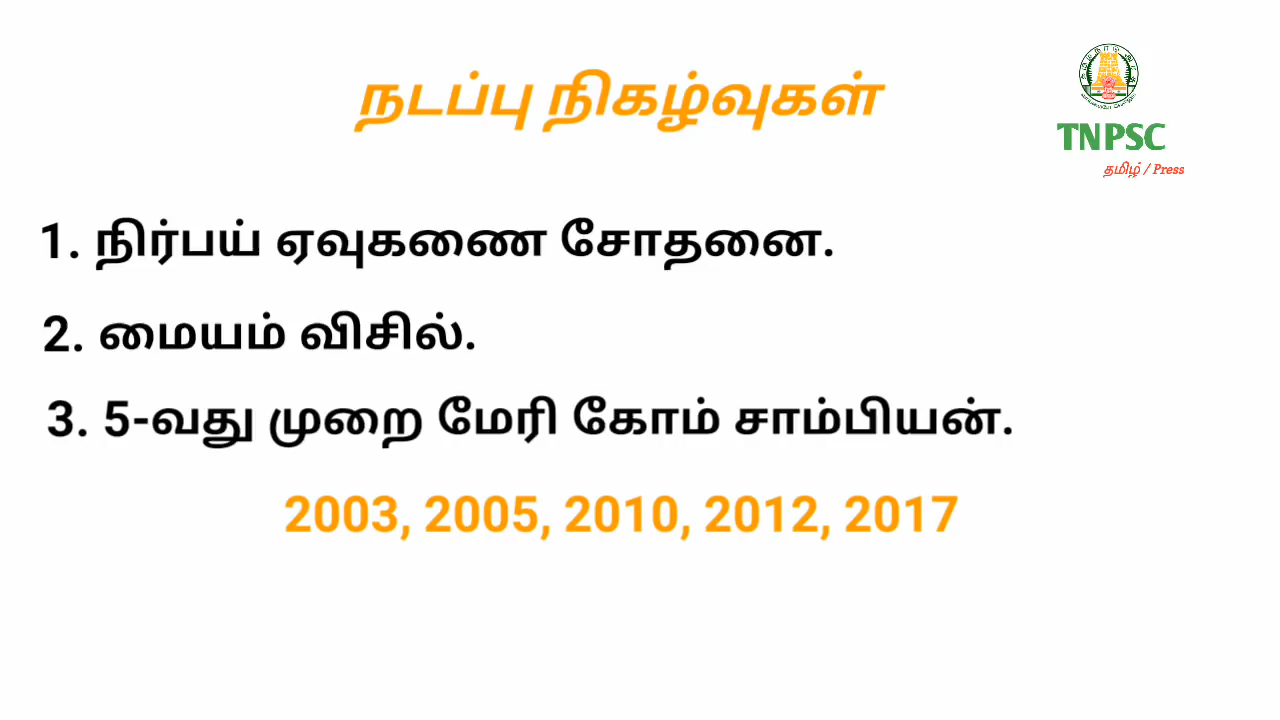 நடப்பு நிகழ்வுகள்
TNPSC
தமிழ் / Press
1. நிர்பய் ஏவுகணை சோதனை.
2. மையம் விசில்.
3. 5-வது முறை மேரி கோம் சாம்பியன்.
2003, 2005, 2010, 2012, 2017